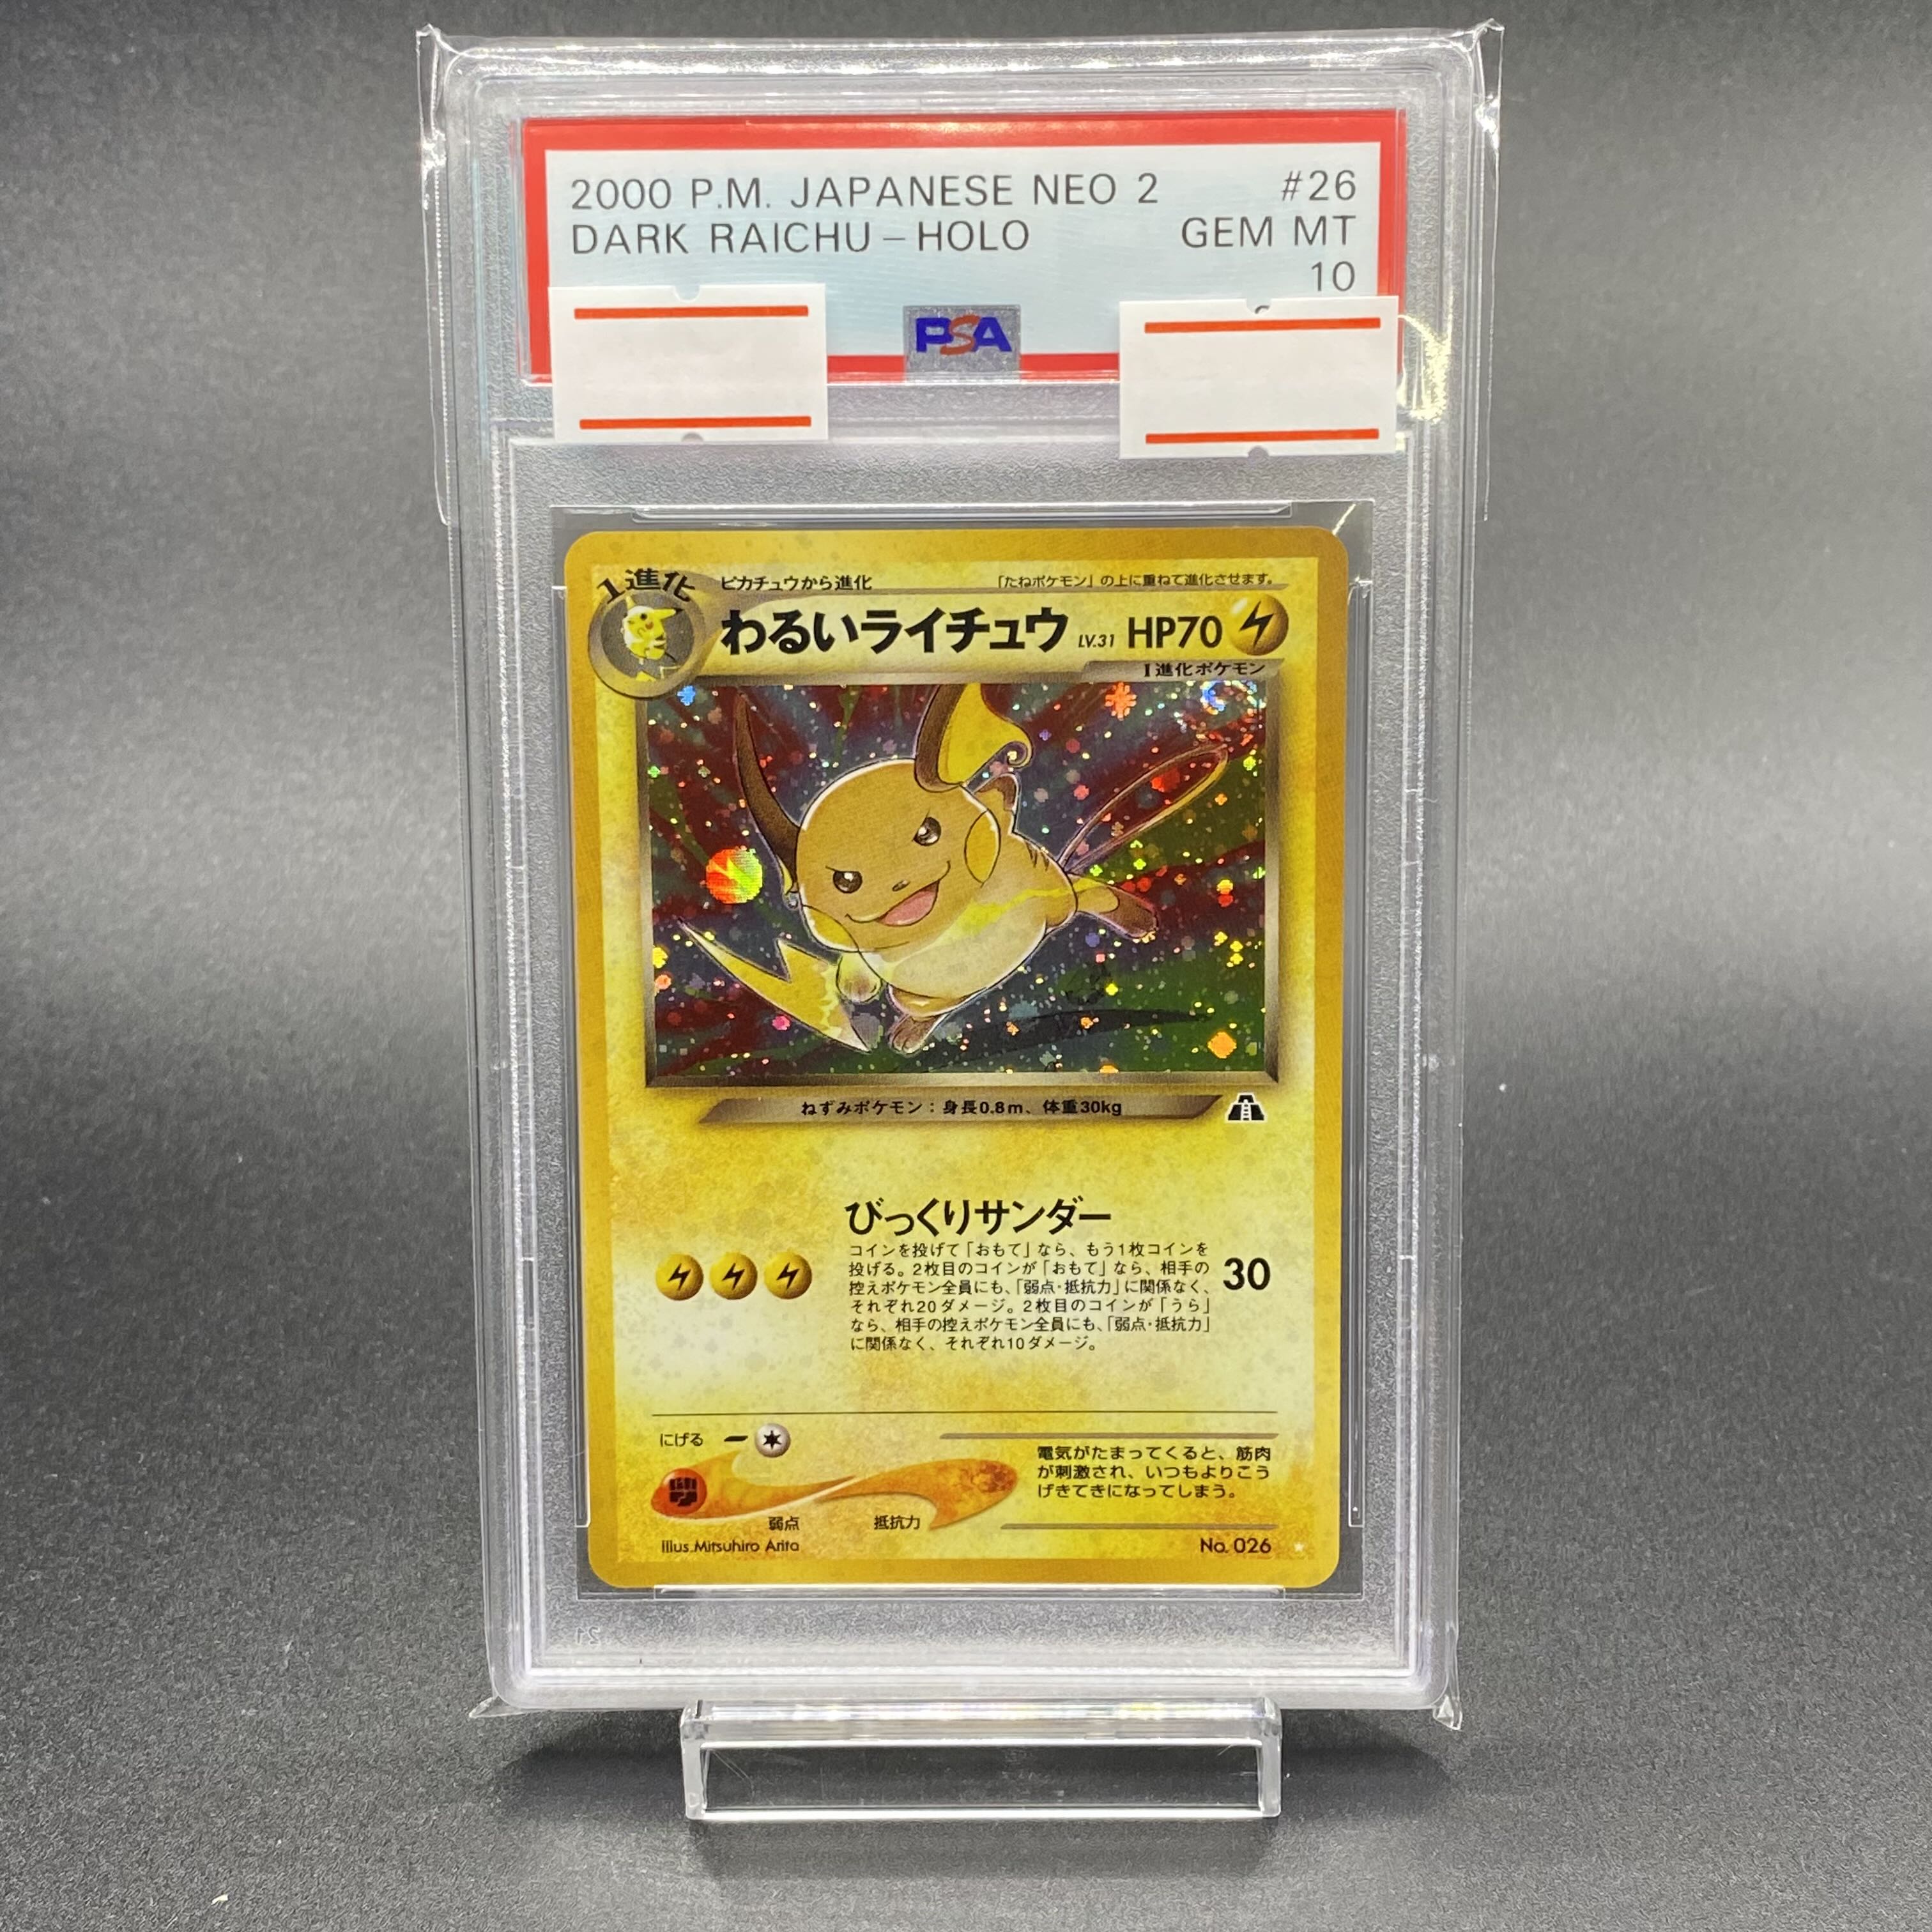 2000 P.M. JAPANESE NEO 2 #26
DARK RAICHU - HOLO GEM MT
10
PSA
1進化
ピカチュウから進化 「たねポケモン」の上に重ねて進化させます。
わるいライチュウ LV.31 HP70
1進化ポケモン
ねずみポケモン：身長0.8m、体重30kg
びっくりサンダー
コインを投げて「おもて」なら、もう1枚コインを
投げる。2枚目のコインが「おもて」なら、相手の
控えポケモン全員にも、「弱点・抵抗力」に関係なく、
それぞれ20ダメージ。2枚目のコインが「うら」
なら、相手の控えポケモン全員にも、「弱点・抵抗力」
に関係なく、それぞれ10ダメージ。
30
にげる
電気がたまってくると、筋肉
が刺激され、いつもよりこう
げきてきになってしまう。
弱点 抵抗力
Illus. Mitsuhiro Arita No. 026